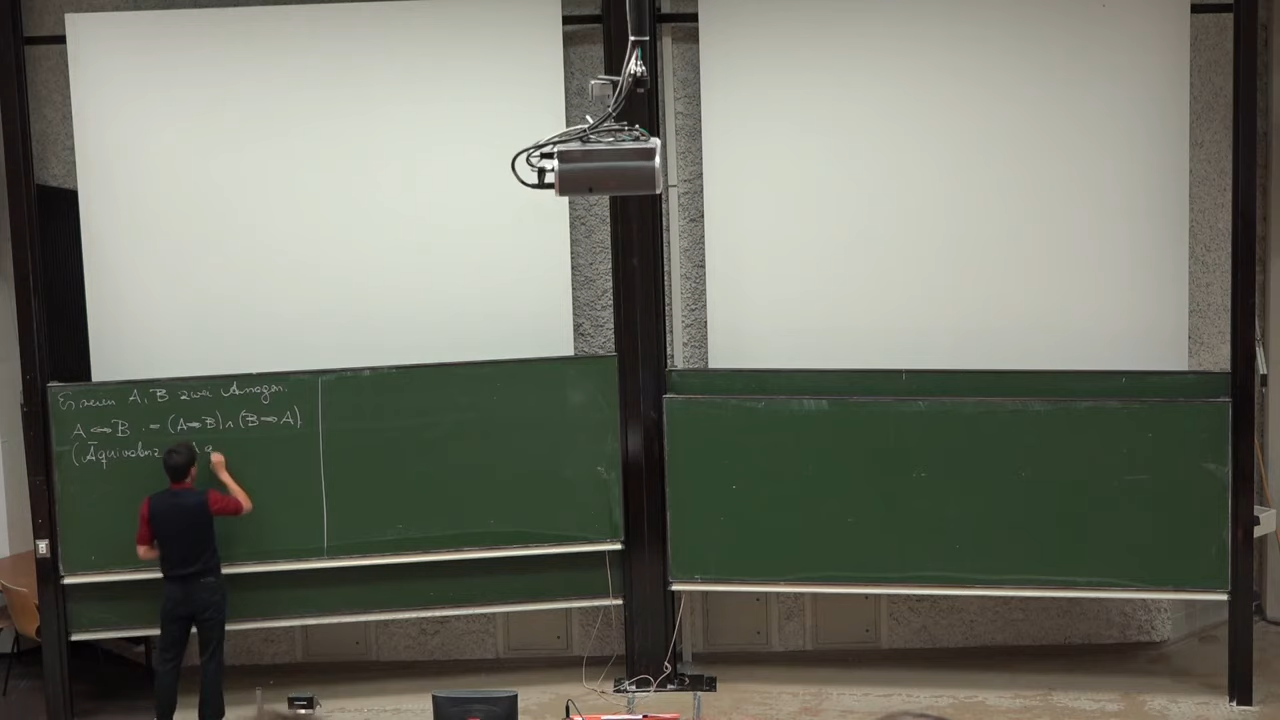 Es seien A, B zwei Aussagen.
A ⇔ B := (A ⇒ B) ∧ (B ⇒ A)
(Äquivalenz